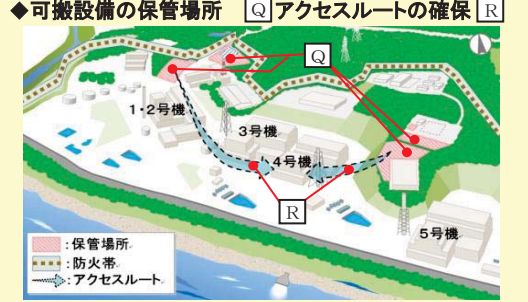 ◆可搬設備の保管場所 Q アクセスルートの確保 R
Q
1・2号機
3号機
4号機
R
5号機
:保管場所
:防火帯
:アクセスルート